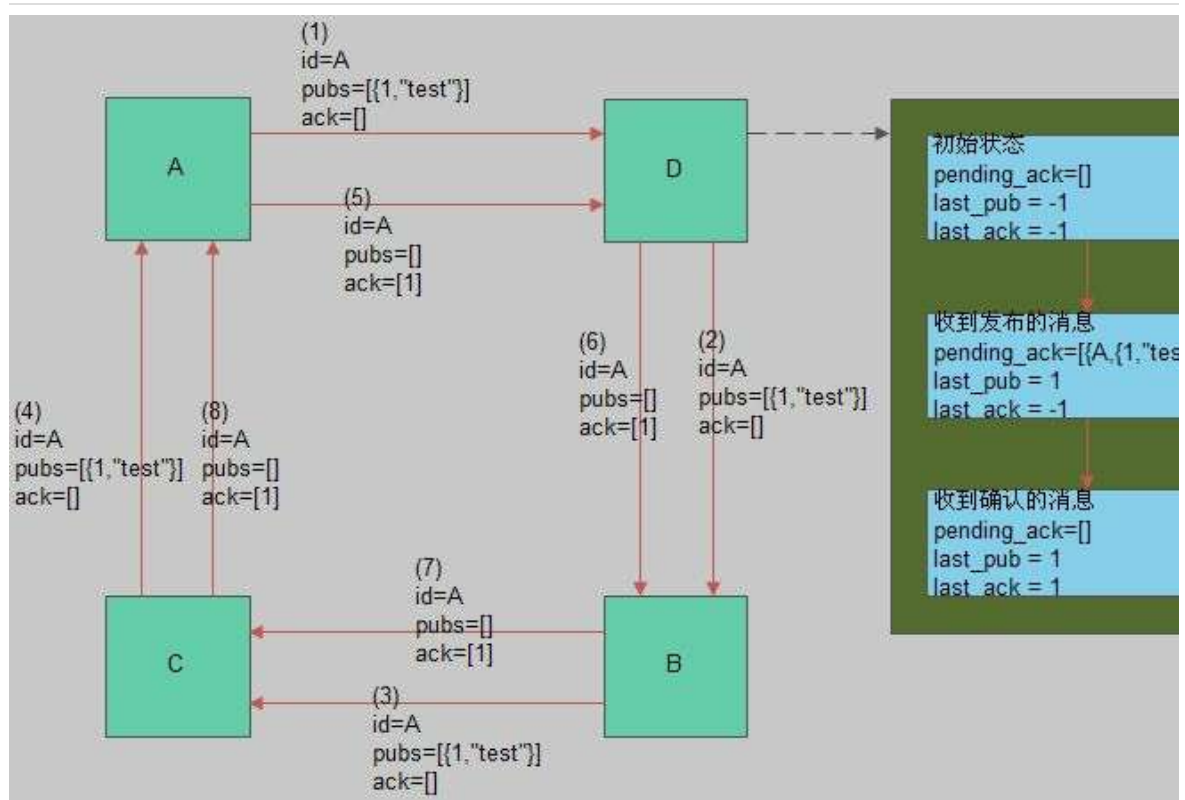 (1)
id=A
pubs=[{1,"test"}]
ack=[]
A
D
(5)
id=A
pubs=[]
ack=[1]
初始状态
pending_ack=[]
last_pub = -1
last_ack = -1
收到发布的消息
pending_ack=[{A,{1,"tes
last_pub = 1
last_ack = -1
收到确认的消息
pending_ack=[]
last_pub = 1
last_ack = 1
(6)
id=A
pubs=[]
ack=[1]
(2)
id=A
pubs=[{1,"test"}]
ack=[]
(4)
id=A
pubs=[{1,"test"}]
ack=[]
(8)
id=A
pubs=[]
ack=[1]
(7)
id=A
pubs=[]
ack=[1]
C
B
(3)
id=A
pubs=[{1,"test"}]
ack=[]